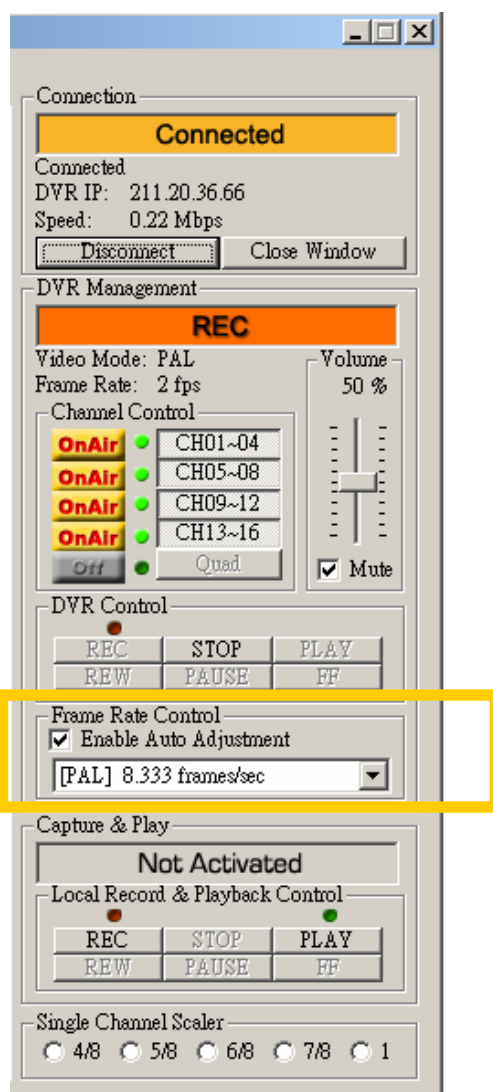 Connection
Connected
Connected
DVR IP: 211.20.36.66
Speed: 0.22 Mbps
Disconnect Close Window
DVR Management
REC
Video Mode: PAL
Frame Rate: 2 fps
Volume
50 %
Channel Control
OnAir CH01~04
OnAir CH05~08
OnAir CH09~12
OnAir CH13~16
Off Quad
Mute
DVR Control
REC STOP PLAY
REW PAUSE FF
Frame Rate Control
Enable Auto Adjustment
[PAL] 8.333 frames/sec
Capture & Play
Not Activated
Local Record & Playback Control
REC STOP PLAY
REW PAUSE FF
Single Channel Scaler
4/8 5/8 6/8 7/8 1